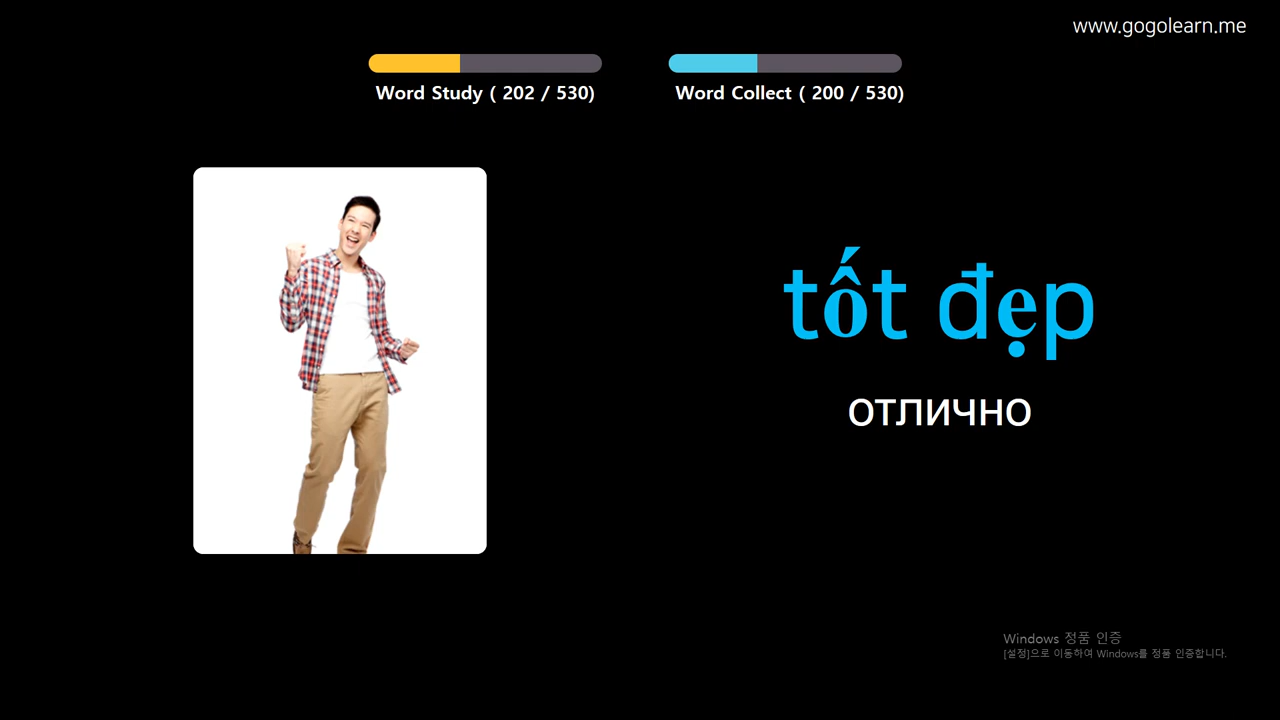 www.gogolearn.me
Word Study ( 202 / 530)
Word Collect ( 200 / 530)
tốt đẹp
отлично
Windows 정품 인증
[설정]으로 이동하여 Windows를 정품 인증합니다.